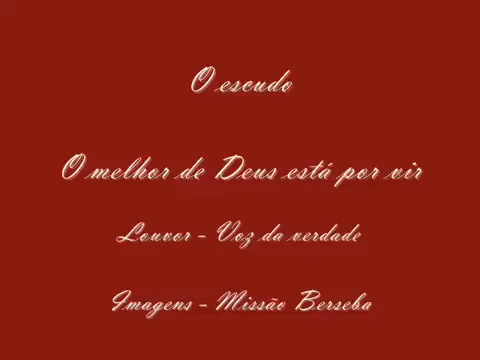 O escudo
O melhor de Deus está por vir
Louvor - Voz da verdade
Imagens - Missão Berseba